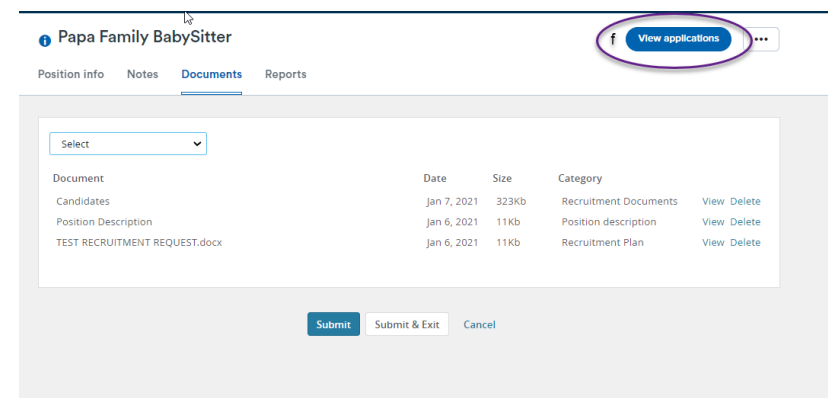 Papa Family BabySitter
f View applications •••
Position info Notes Documents Reports
Select
Document Date Size Category
Candidates Jan 7, 2021 323Kb Recruitment Documents View Delete
Position Description Jan 6, 2021 11Kb Position description View Delete
TEST RECRUITMENT REQUEST.docx Jan 6, 2021 11Kb Recruitment Plan View Delete
Submit Submit & Exit Cancel